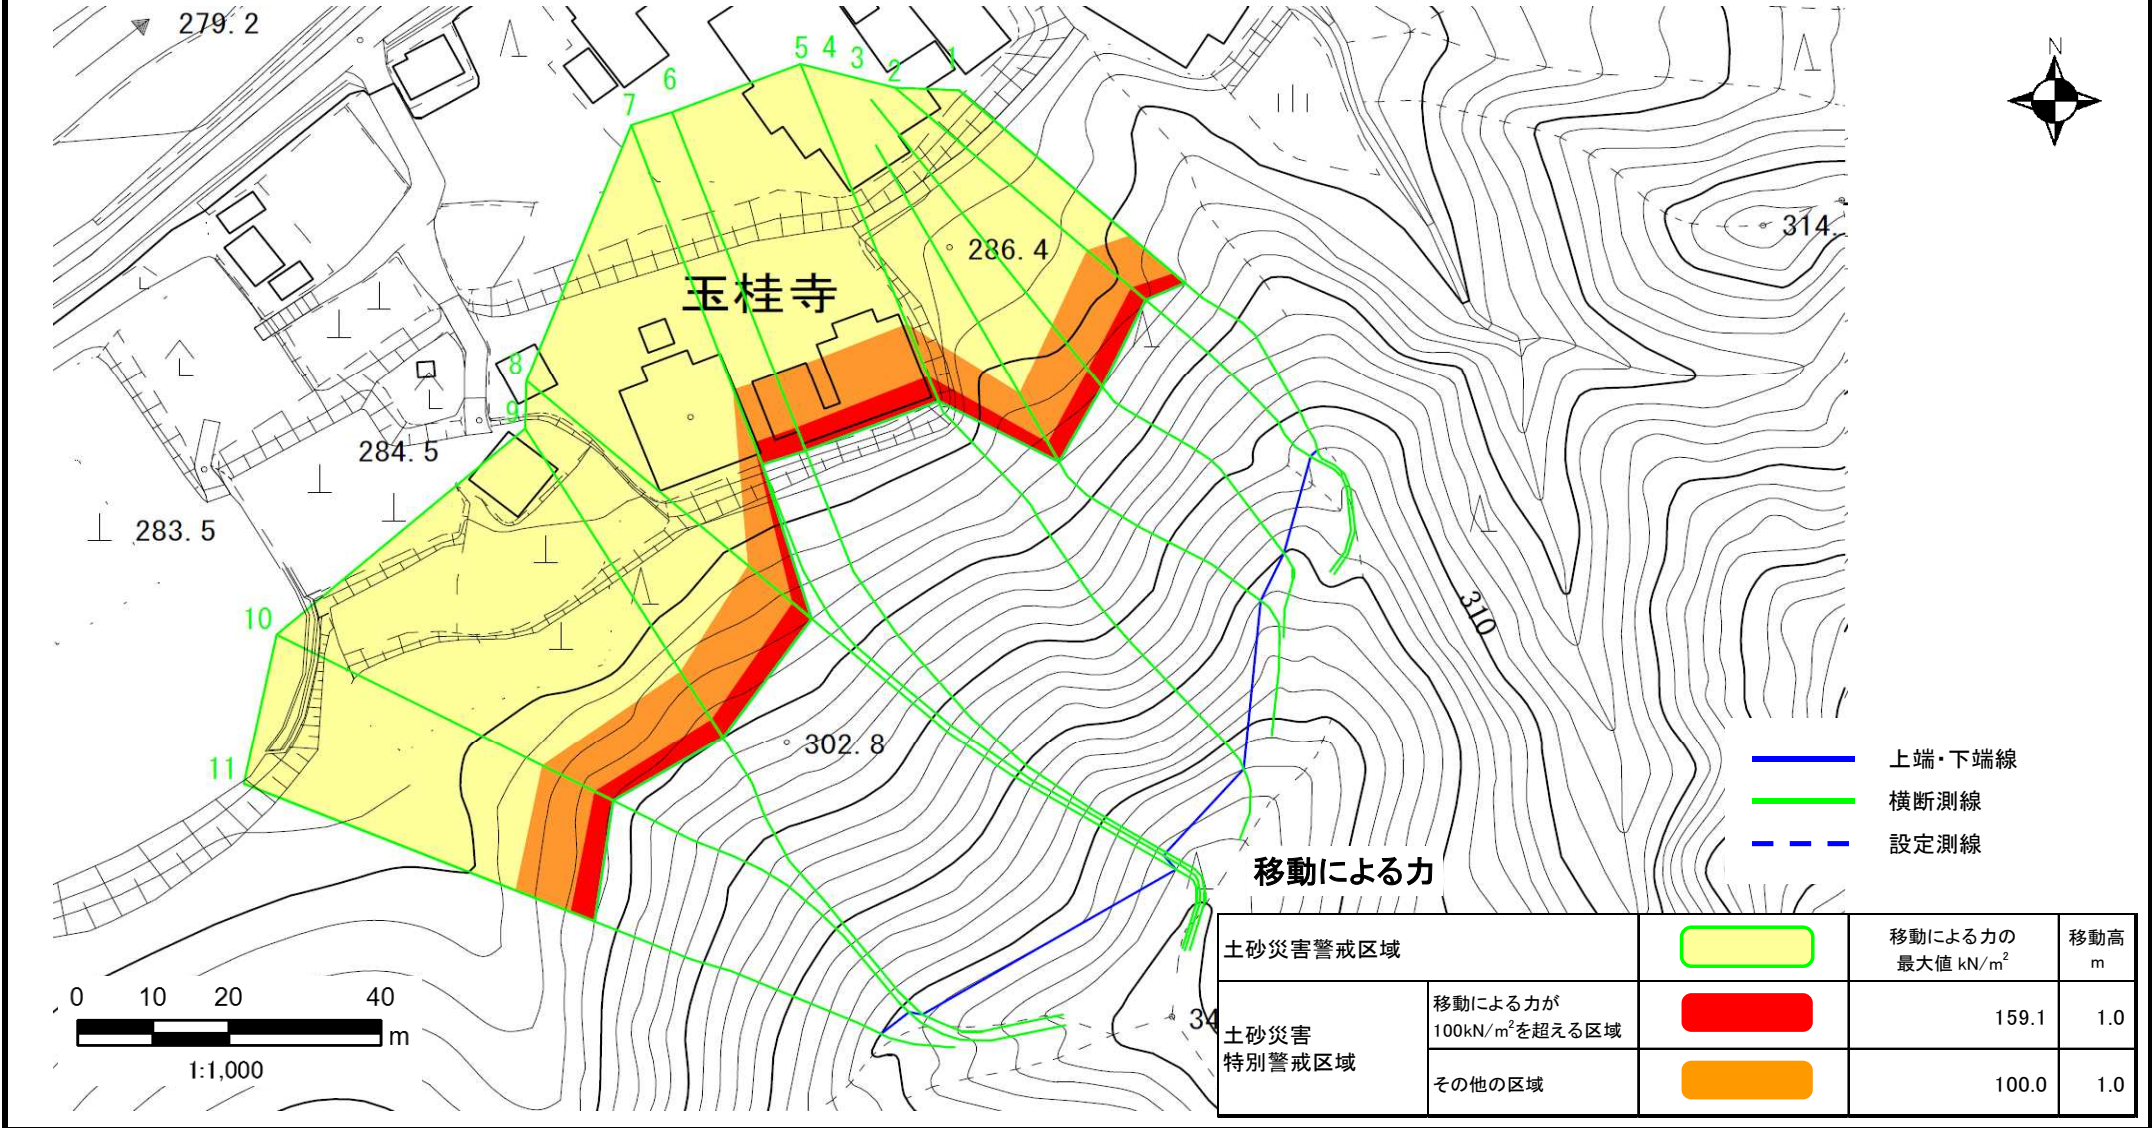 279. 2
5 4 3 2 1
6
7
N
314.
286. 4
玉桂寺
8
9
284. 5
283. 5
10
310
11
302. 8
上端・下端線
横断測線
設定測線
移動による力
土砂災害警戒区域
移動による力の
最大値 kN/m²
移動高
m
0 10 20 40
m
1:1,000
34
土砂災害
特別警戒区域
移動による力が
100kN/m²を超える区域
159.1
1.0
その他の区域
100.0
1.0